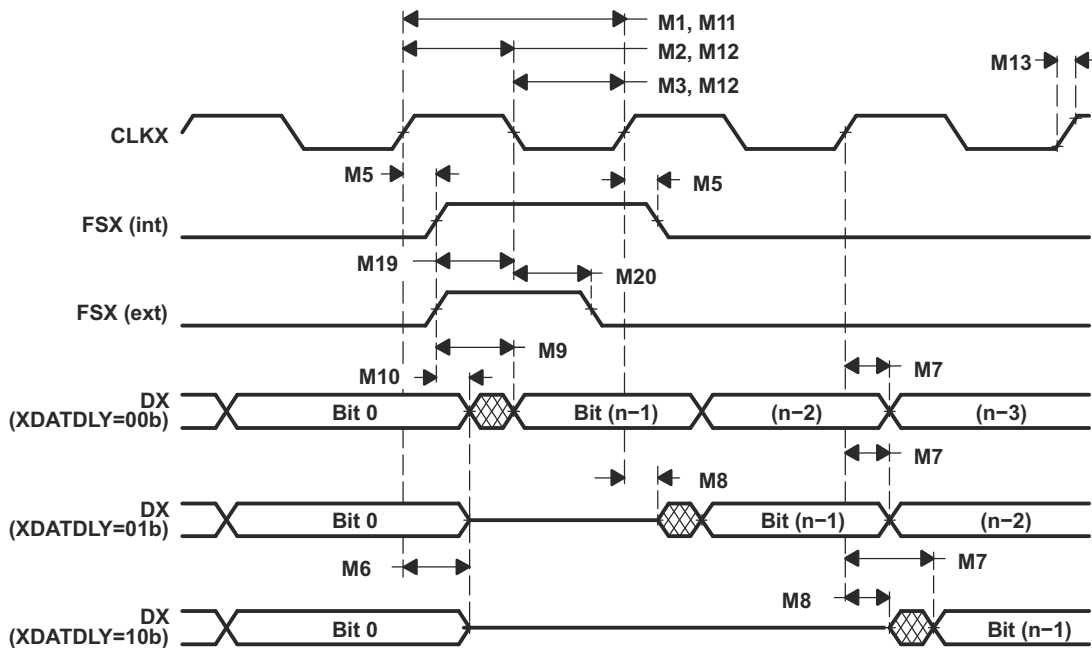 M1, M11
M2, M12
M13
M3, M12
CLKX
M5
M5
FSX (int)
M19
M20
FSX (ext)
M9
M10
M7
DX
(XDATDLY=00b)
Bit 0
Bit (n−1)
(n−2)
(n−3)
M7
M8
DX
(XDATDLY=01b)
Bit 0
Bit (n−1)
(n−2)
M6
M7
M8
DX
(XDATDLY=10b)
Bit 0
Bit (n−1)